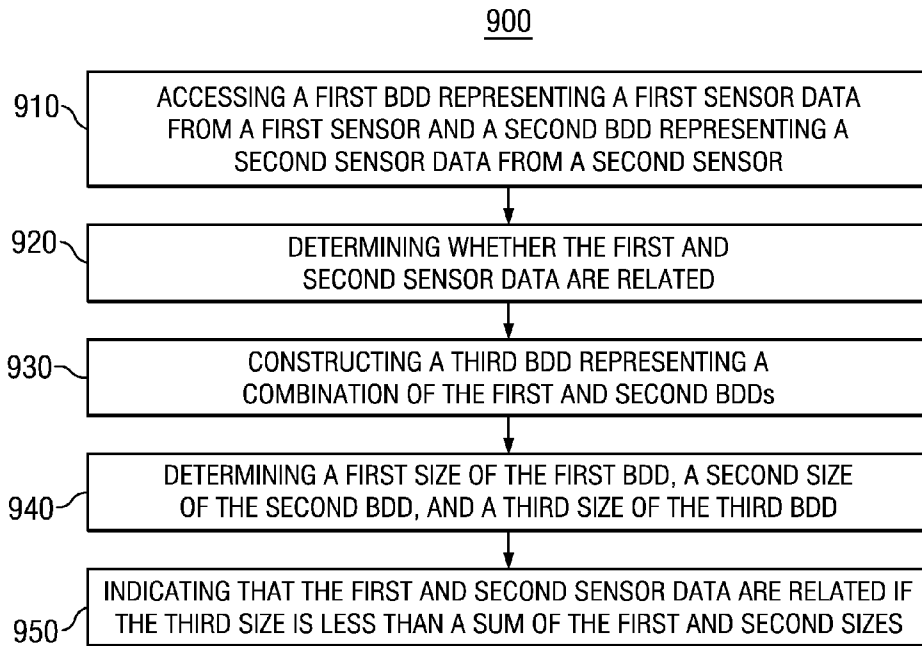 900
910
ACCESSING A FIRST BDD REPRESENTING A FIRST SENSOR DATA
FROM A FIRST SENSOR AND A SECOND BDD REPRESENTING A
SECOND SENSOR DATA FROM A SECOND SENSOR
920
DETERMINING WHETHER THE FIRST AND
SECOND SENSOR DATA ARE RELATED
930
CONSTRUCTING A THIRD BDD REPRESENTING A
COMBINATION OF THE FIRST AND SECOND BDDs
940
DETERMINING A FIRST SIZE OF THE FIRST BDD, A SECOND SIZE
OF THE SECOND BDD, AND A THIRD SIZE OF THE THIRD BDD
950
INDICATING THAT THE FIRST AND SECOND SENSOR DATA ARE RELATED IF
THE THIRD SIZE IS LESS THAN A SUM OF THE FIRST AND SECOND SIZES